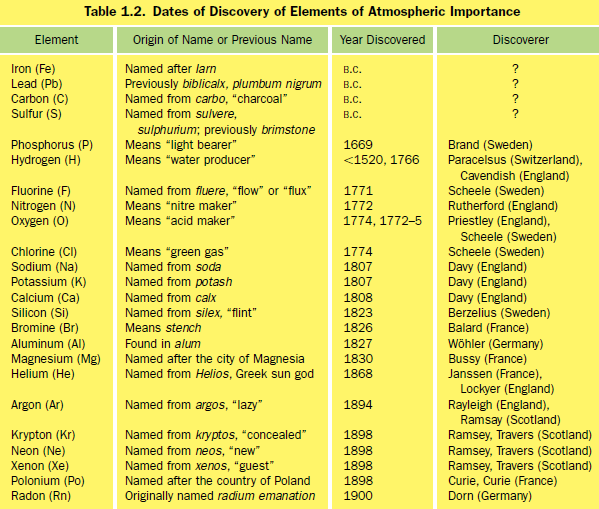 Table 1.2. Dates of Discovery of Elements of Atmospheric Importance
Element Origin of Name or Previous Name Year Discovered Discoverer
Iron (Fe) Named after Iarn B.C. ?
Lead (Pb) Previously biblicalx, plumbum nigrum B.C. ?
Carbon (C) Named from carbo, “charcoal” B.C. ?
Sulfur (S) Named from sulvere, B.C. ?
sulphurium; previously brimstone
Phosphorus (P) Means “light bearer” 1669 Brand (Sweden)
Hydrogen (H) Means “water producer” <1520, 1766 Paracelsus (Switzerland),
Cavendish (England)
Fluorine (F) Named from fluere, “flow” or “flux” 1771 Scheele (Sweden)
Nitrogen (N) Means “nitre maker” 1772 Rutherford (England)
Oxygen (O) Means “acid maker” 1774, 1772–5 Priestley (England),
Scheele (Sweden)
Chlorine (Cl) Means “green gas” 1774 Scheele (Sweden)
Sodium (Na) Named from soda 1807 Davy (England)
Potassium (K) Named from potash 1807 Davy (England)
Calcium (Ca) Named from calx 1808 Davy (England)
Silicon (Si) Named from silex, “flint” 1823 Berzelius (Sweden)
Bromine (Br) Means stench 1826 Balard (France)
Aluminum (Al) Found in alum 1827 Wöhler (Germany)
Magnesium (Mg) Named after the city of Magnesia 1830 Bussy (France)
Helium (He) Named from Helios, Greek sun god 1868 Janssen (France),
Lockyer (England)
Argon (Ar) Named from argos, “lazy” 1894 Rayleigh (England),
Ramsay (Scotland)
Krypton (Kr) Named from kryptos, “concealed” 1898 Ramsey, Travers (Scotland)
Neon (Ne) Named from neos, “new” 1898 Ramsey, Travers (Scotland)
Xenon (Xe) Named from xenos, “guest” 1898 Ramsey, Travers (Scotland)
Polonium (Po) Named after the country of Poland 1898 Curie, Curie (France)
Radon (Rn) Originally named radium emanation 1900 Dorn (Germany)